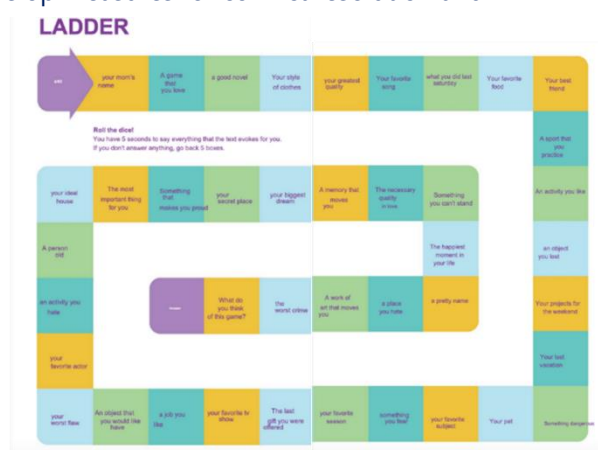 LADDER
your mom's
name
A game
that
you love
a good novel
Your style
of clothes
your greatest
quality
Your favorite
song
what you did last
saturday
Your favorite
food
Your best
friend
Roll the dice!
You have 5 seconds to say everything that the text evokes for you.
If you don't answer anything, go back 5 boxes.
A sport that
you
practice
An activity you like
an object
you lost
Your projects for
the weekend
Your last
vacation
Something dangerous
Your pet
your favorite
subject
something
you fear
your favorite
season
The last
gift you were
offered
your favorite tv
show
a job you
like
An object that
you would like
have
your
worst flaw
your
favorite actor
an activity you
hate
A person
your ideal
house
The most
important thing
for you
Something
that
makes you proud
your
secret place
your biggest
dream
A memory that
moves
you
The necessary
quality
in love
Something
you can't stand
The happiest
moment in
your life
a pretty name
a place
you hate
A work of
art that moves
you
the
worst crime
What do
you think
of this game?